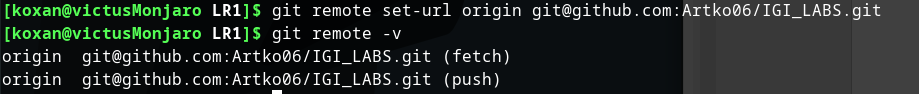 [koxan@victusMonjaro LR1]$ git remote set-url origin git@github.com:Artko06/IGI_LABS.git
[koxan@victusMonjaro LR1]$ git remote -v
origin  git@github.com:Artko06/IGI_LABS.git (fetch)
origin  git@github.com:Artko06/IGI_LABS.git (push)